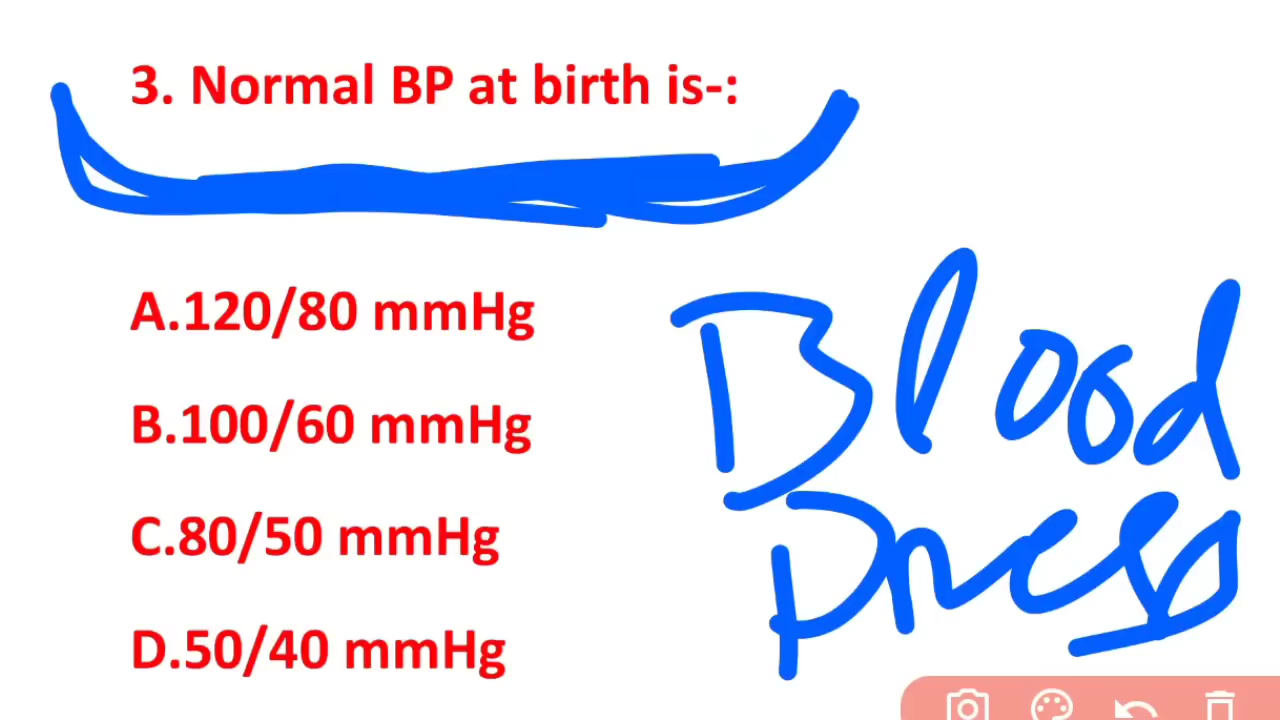 3. Normal BP at birth is-:
A.120/80 mmHg
B.100/60 mmHg
C.80/50 mmHg
D.50/40 mmHg
Blood
Press